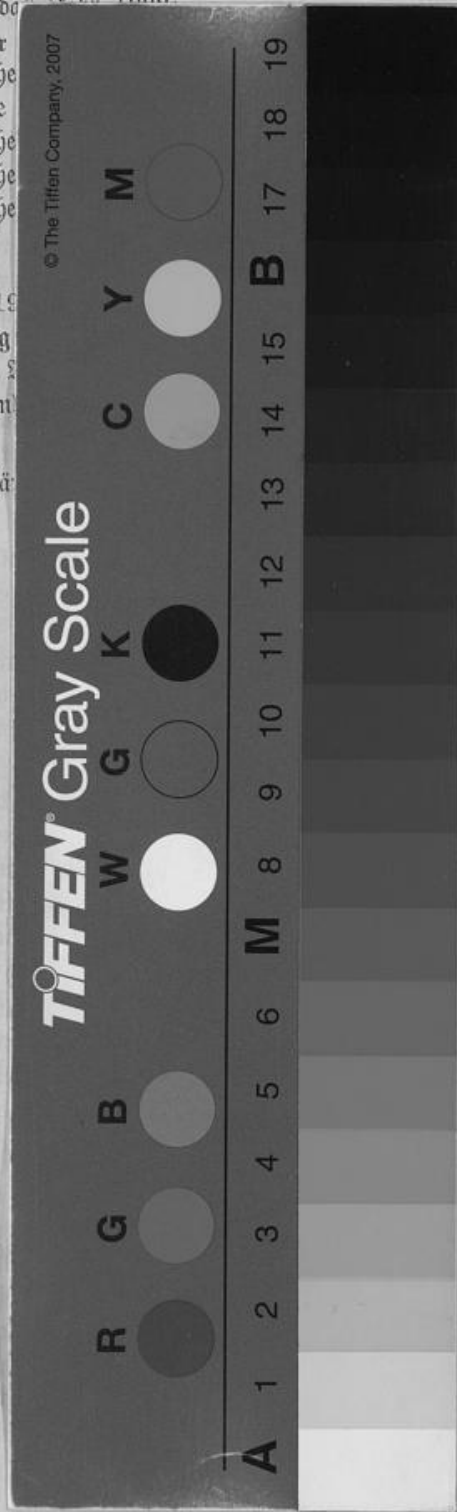 © The Tiffen Company, 2007
TIFFEN® Gray Scale
R G B W G K C Y M
A 1 2 3 4 5 6 M 8 9 10 11 12 13 14 15 B 17 18 19